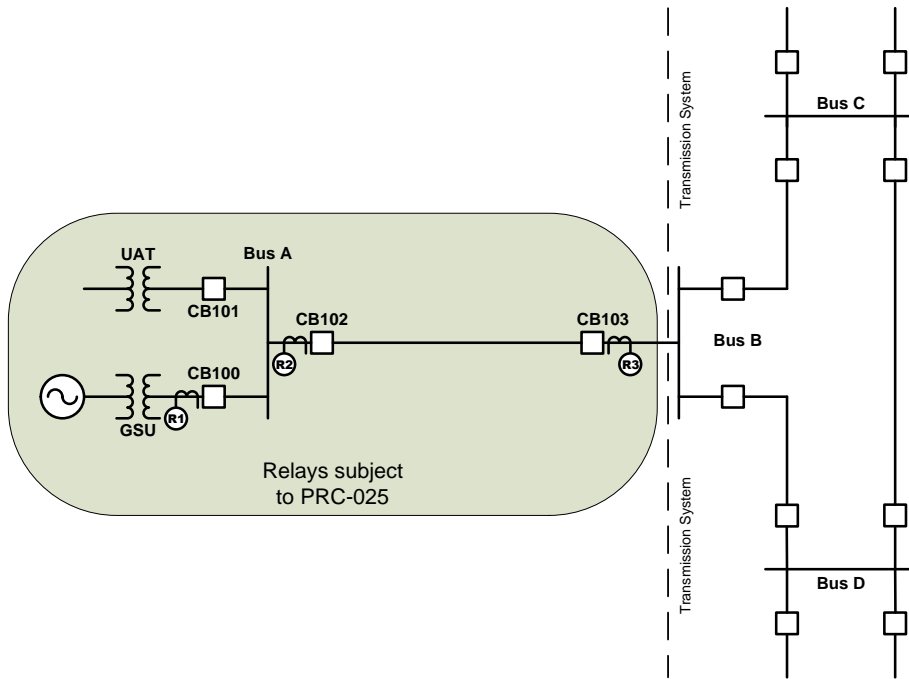 Bus C
Transmission System
UAT
Bus A
CB101
CB102
CB103
R2
R3
Bus B
CB100
R1
GSU
Relays subject
to PRC-025
Transmission System
Bus D